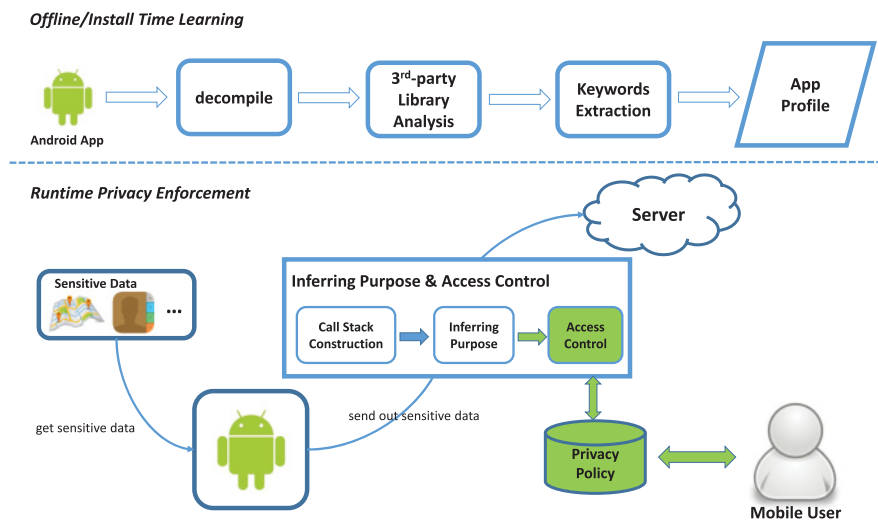 Offline/Install Time Learning
Android App
decompile
3rd-party
Library
Analysis
Keywords
Extraction
App
Profile
Runtime Privacy Enforcement
Server
Sensitive Data
...
Inferring Purpose & Access Control
Call Stack
Construction
Inferring
Purpose
Access
Control
get sensitive data
send out sensitive data
Privacy
Policy
Mobile User